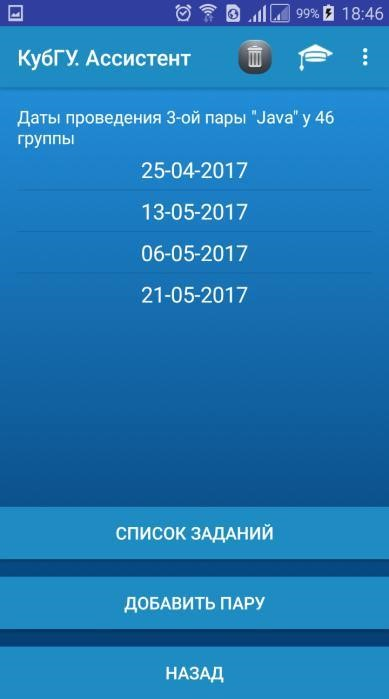 99% 18:46
КубГУ. Ассистент
Даты проведения 3-ой пары "Java" у 46
группы
25-04-2017
13-05-2017
06-05-2017
21-05-2017
СПИСОК ЗАДАНИЙ
ДОБАВИТЬ ПАРУ
НАЗАД